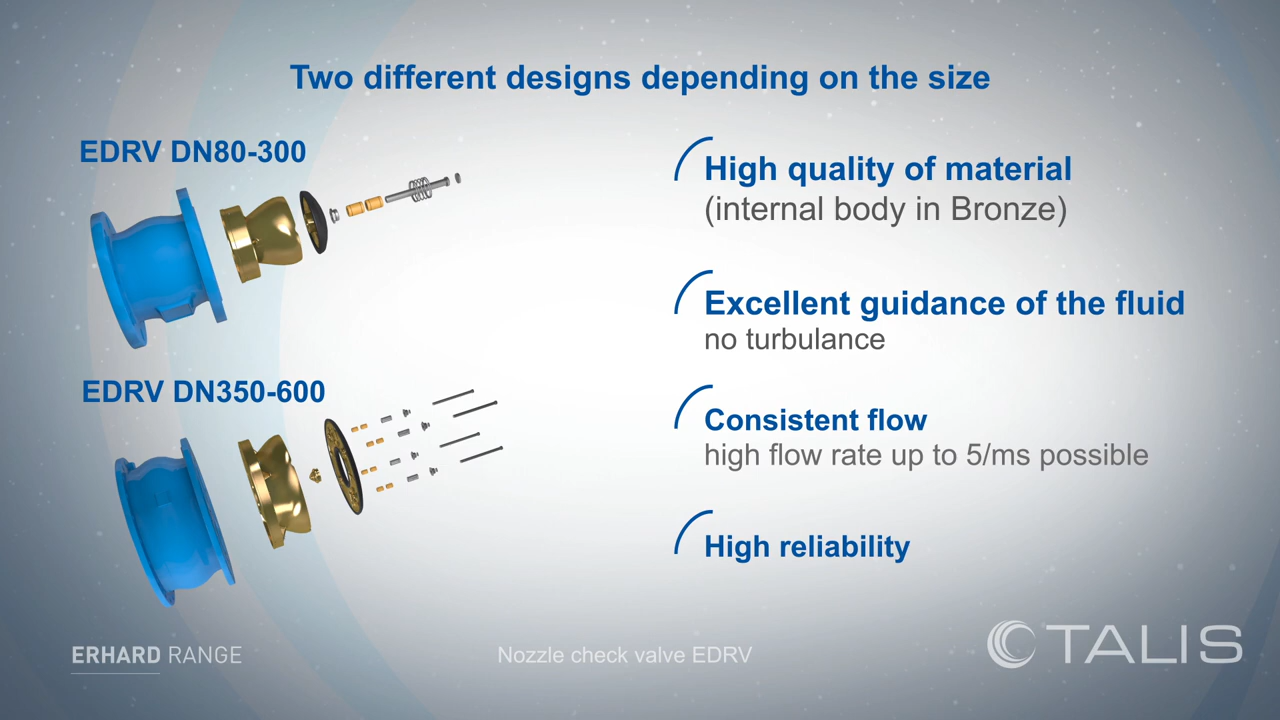 Two different designs depending on the size
EDRV DN80-300
EDRV DN350-600
High quality of material
(internal body in Bronze)
Excellent guidance of the fluid
no turbulance
Consistent flow
high flow rate up to 5/ms possible
High reliability
ERHARD RANGE
Nozzle check valve EDRV
TALIS